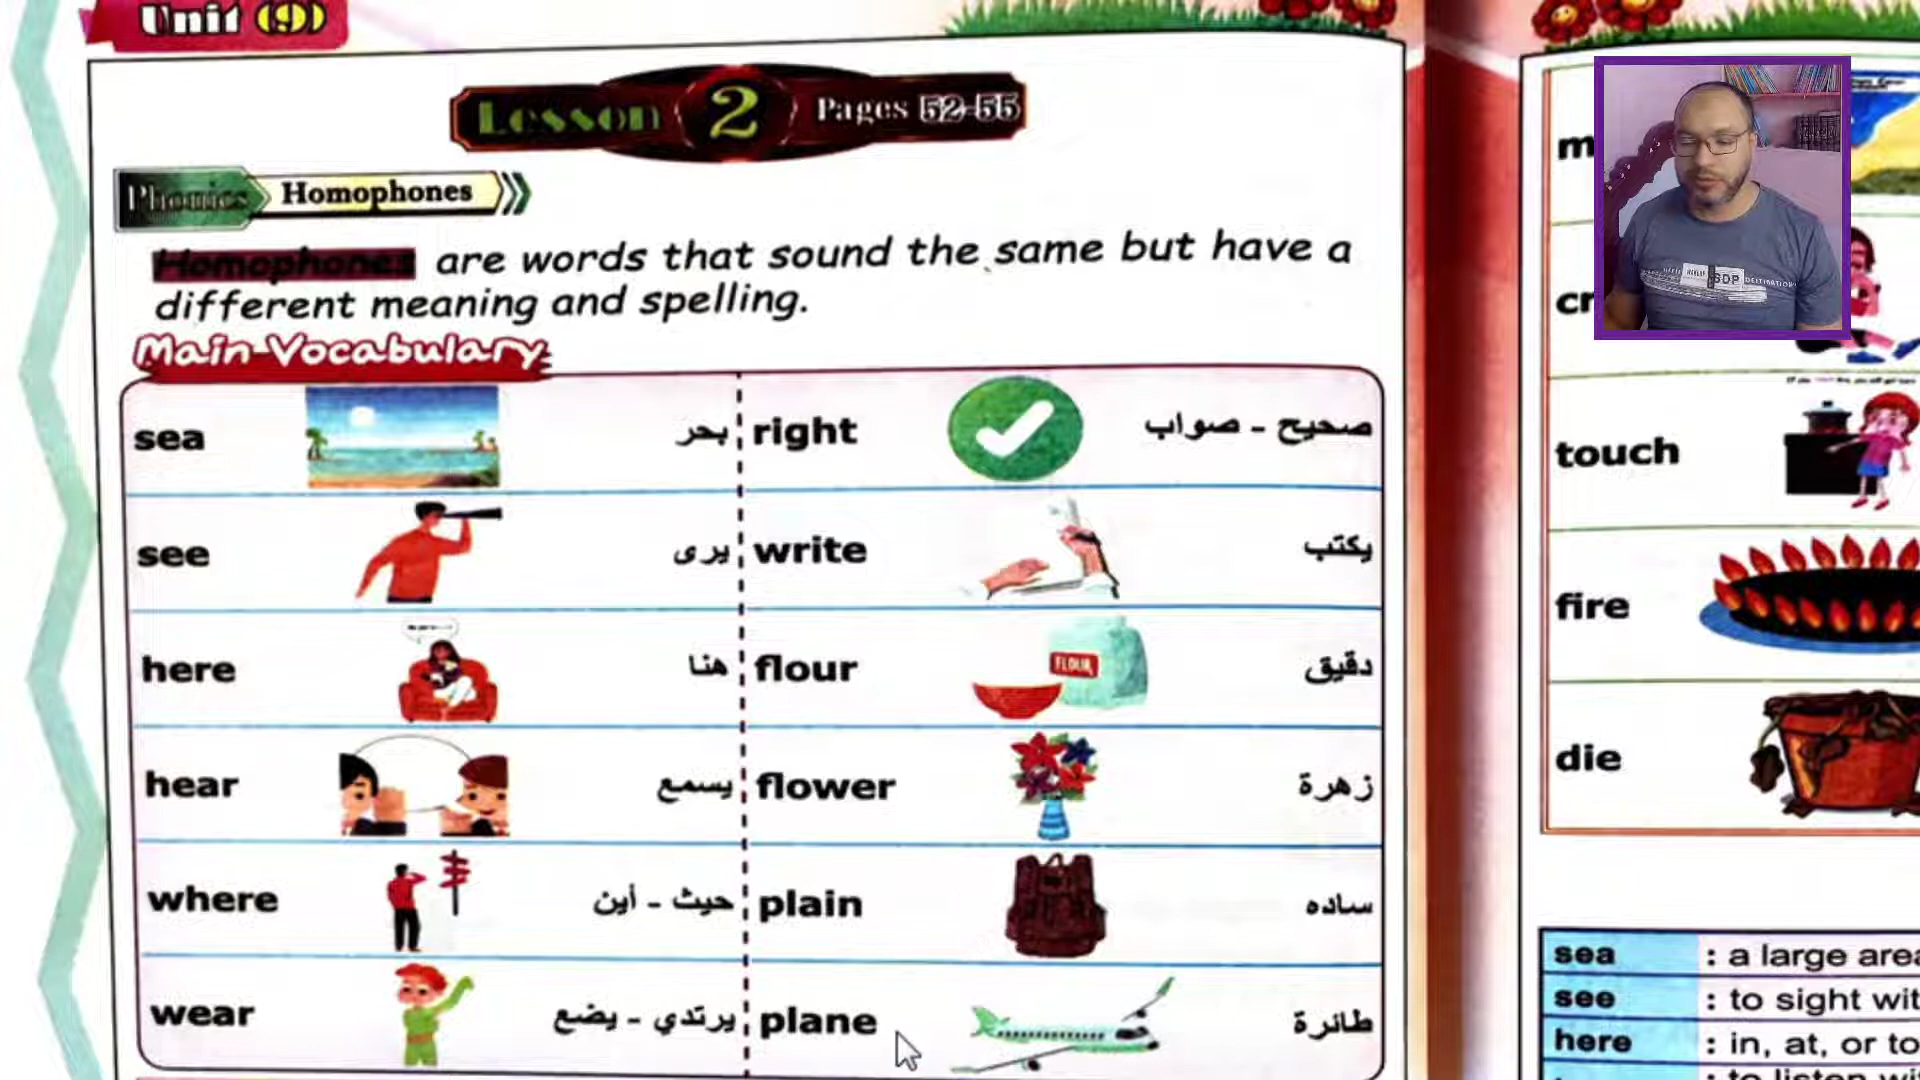 Unit (9)
Lesson 2 Pages 52-55
Phonics Homophones
Homophones are words that sound the same but have a
different meaning and spelling.
Main Vocabulary
sea بحر right صحيح - صواب
see يرى write يكتب
here هنا flour FLOUR دقيق
hear يسمع flower زهرة
where حيث - أين plain ساده
wear يرتدي - يضع plane طائرة
touch
fire
die
sea : a large
see : to sight
here : in, at, or to